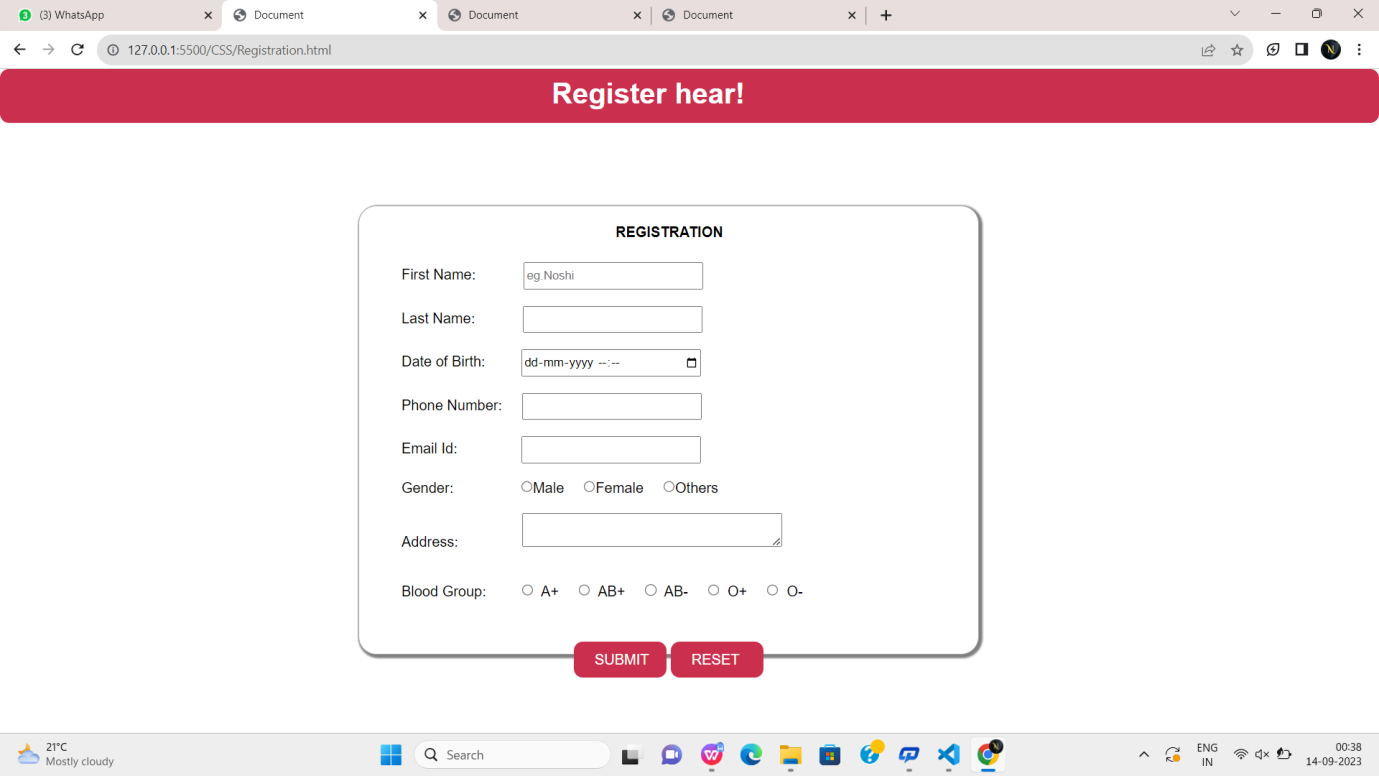 3 (3) WhatsApp Document Document Document
127.0.0.1:5500/CSS/Registration.html
Register hear!
REGISTRATION
First Name: eg.Noshi
Last Name:
Date of Birth: dd-mm-yyyy --:--
Phone Number:
Email Id:
Gender: Male Female Others
Address:
Blood Group: A+ AB+ AB- O+ O-
SUBMIT RESET
21°C
Mostly cloudy
Search
ENG
IN
00:38
14-09-2023